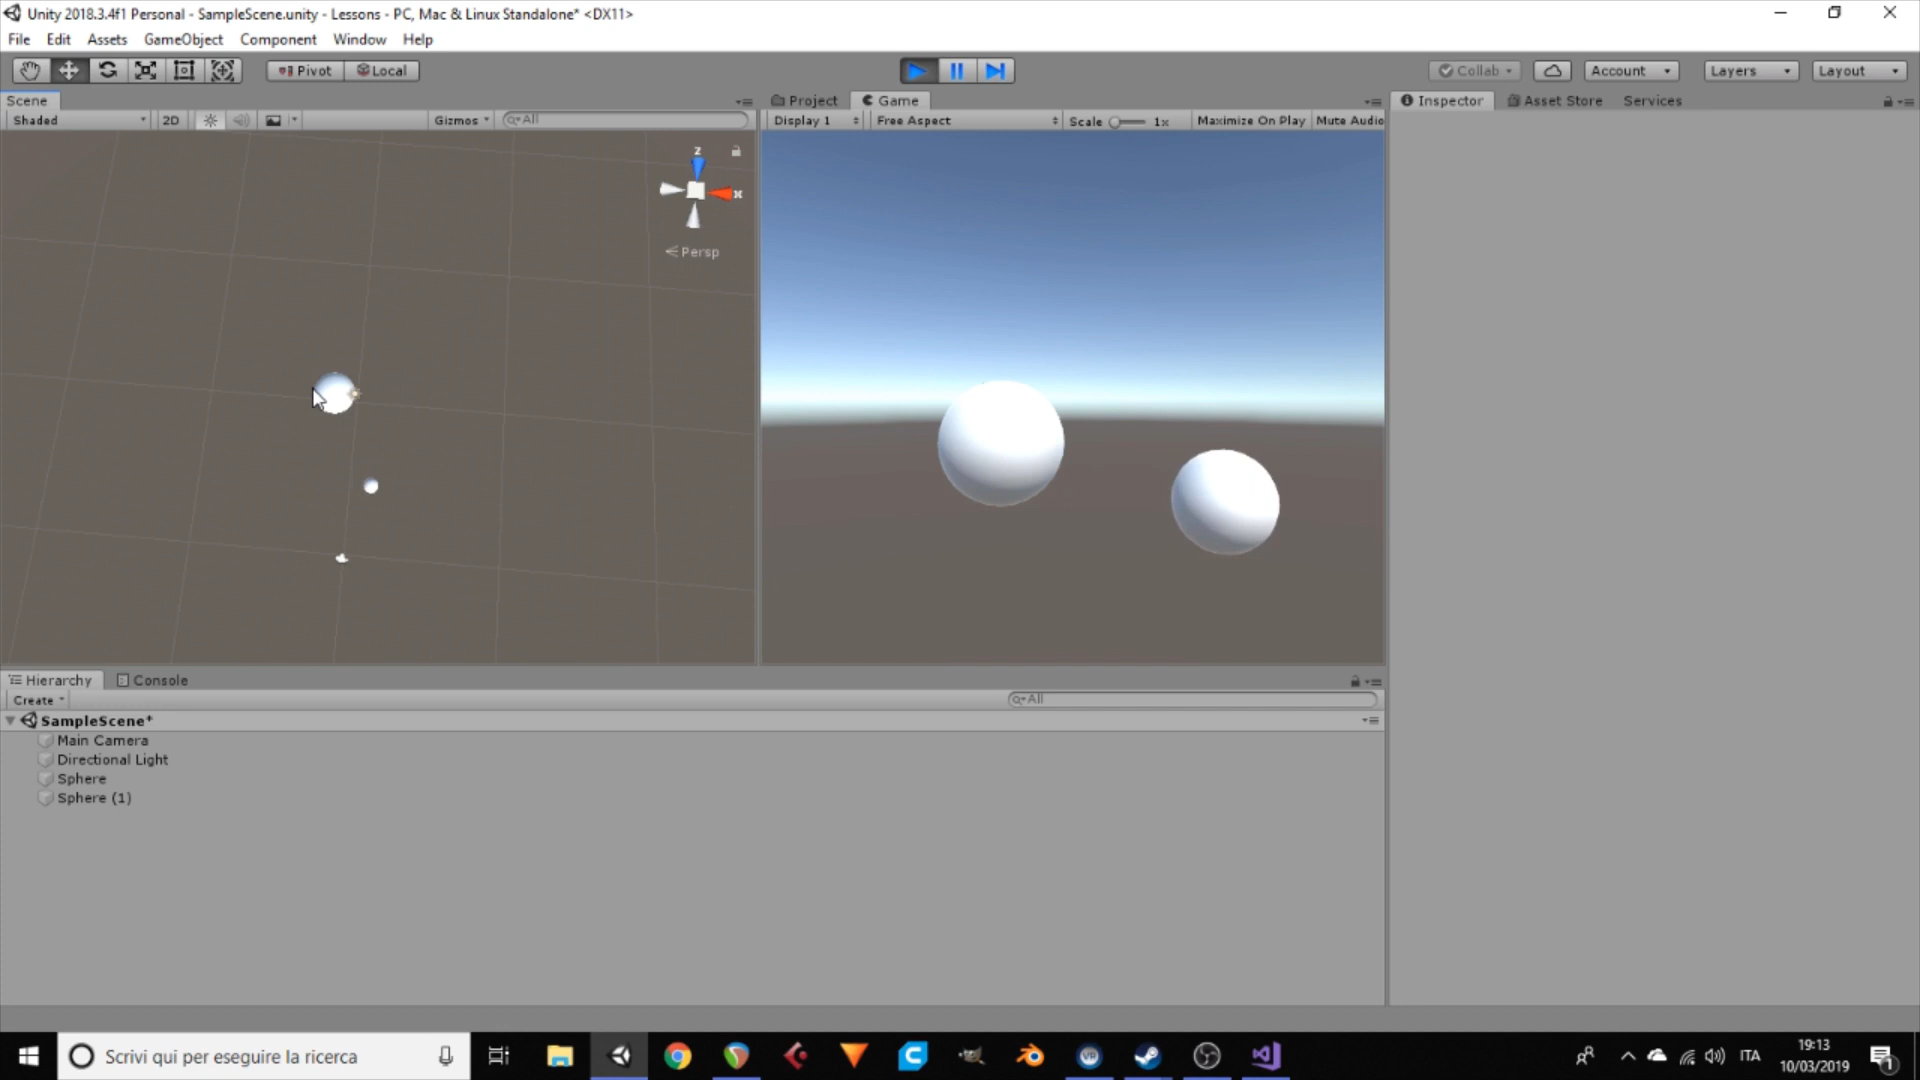 Unity 2018.3.4f1 Personal - SampleScene.unity - Lessons - PC, Mac & Linux Standalone* <DX11>
File Edit Assets GameObject Component Window Help
Pivot Local Collab Account Layers Layout
Scene Project Game Inspector Asset Store Services
Shaded 2D Gizmos All Display 1 Free Aspect Scale 1x Maximize On Play Mute Audio
z
x
Persp
Hierarchy Console
Create All
SampleScene*
Main Camera
Directional Light
Sphere
Sphere (1)
Scrivi qui per eseguire la ricerca
VR
ITA
19:13
10/03/2019
1